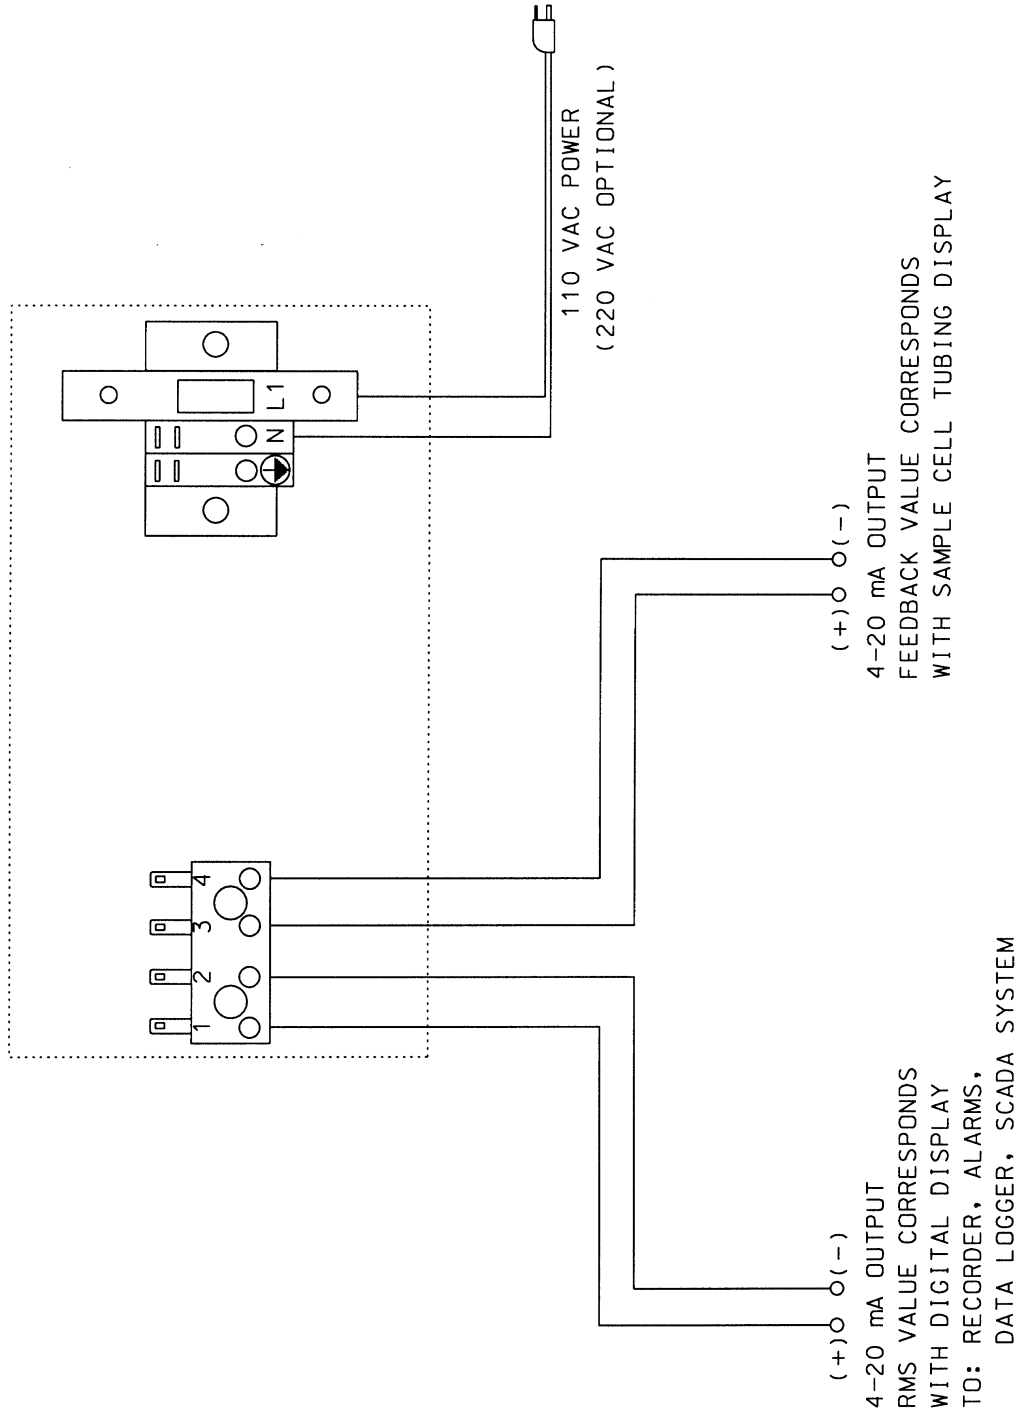 L1
N
110 VAC POWER
(220 VAC OPTIONAL)
1
2
3
4
(+)
(-)
4-20 mA OUTPUT
RMS VALUE CORRESPONDS
WITH DIGITAL DISPLAY
TO: RECORDER, ALARMS,
DATA LOGGER, SCADA SYSTEM
(+)
(-)
4-20 mA OUTPUT
FEEDBACK VALUE CORRESPONDS
WITH SAMPLE CELL TUBING DISPLAY